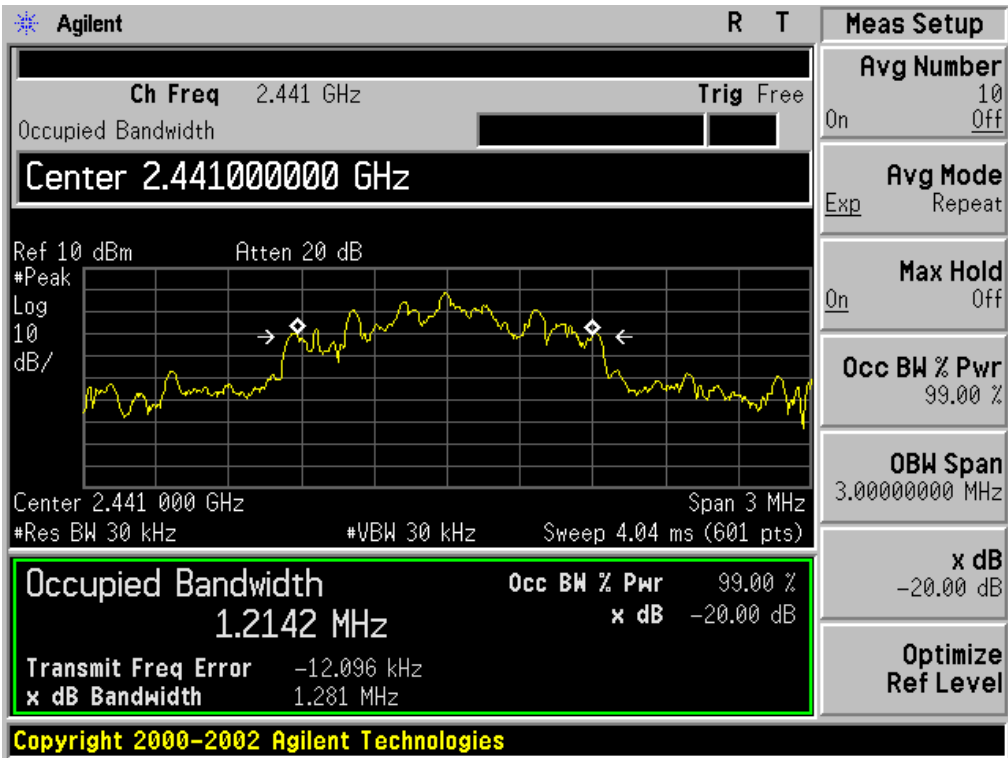 Agilent R T
Ch Freq 2.441 GHz Trig Free
Occupied Bandwidth
Center 2.441000000 GHz
Ref 10 dBm Atten 20 dB
#Peak
Log
10
dB/
Center 2.441 000 GHz Span 3 MHz
#Res BW 30 kHz #VBW 30 kHz Sweep 4.04 ms (601 pts)
Occupied Bandwidth Occ BW % Pwr 99.00 %
1.2142 MHz x dB -20.00 dB
Transmit Freq Error -12.096 kHz
x dB Bandwidth 1.281 MHz
Copyright 2000-2002 Agilent Technologies
Meas Setup
Avg Number
10
On Off
Avg Mode
Exp Repeat
Max Hold
On Off
Occ BW % Pwr
99.00 %
OBW Span
3.00000000 MHz
x dB
-20.00 dB
Optimize
Ref Level